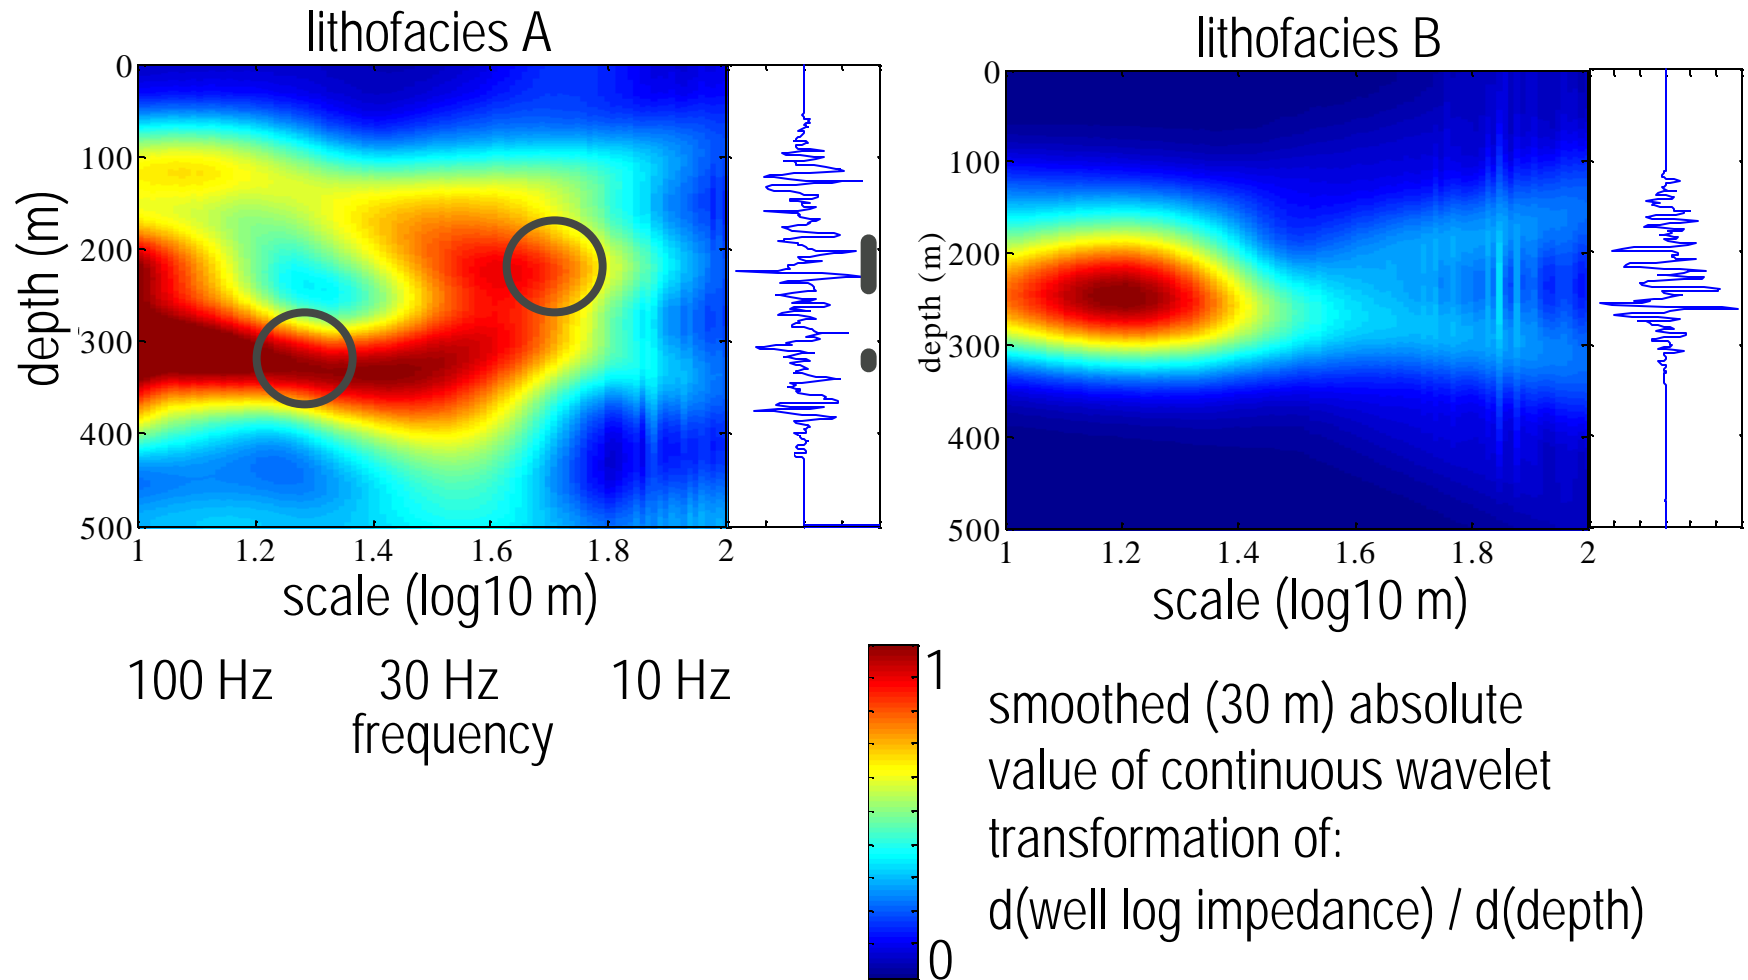 lithofacies A
0
100
200
300
400
500
depth (m)
1 1.2 1.4 1.6 1.8 2
scale (log10 m)
100 Hz 30 Hz 10 Hz
frequency
lithofacies B
0
100
200
300
400
500
depth (m)
1 1.2 1.4 1.6 1.8 2
scale (log10 m)
1
0
smoothed (30 m) absolute
value of continuous wavelet
transformation of:
d(well log impedance) / d(depth)